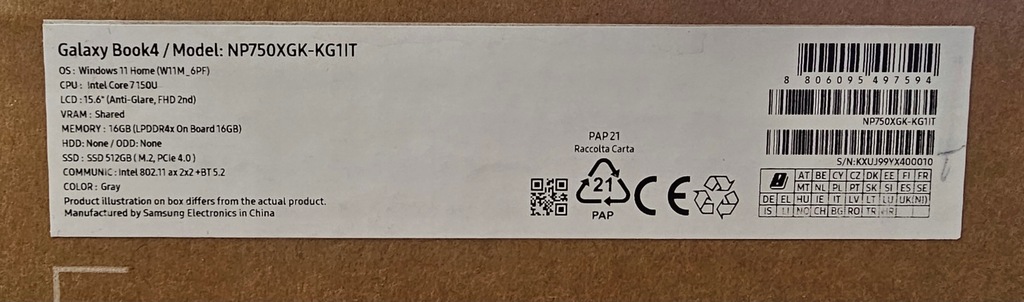 Galaxy Book4 / Model: NP750XGK-KG1IT
OS : Windows 11 Home (W11M_6PF)
CPU : Intel Core 7 150U
LCD : 15.6" (Anti-Glare, FHD 2nd)
VRAM : Shared
MEMORY : 16GB (LPDDR4x On Board 16GB)
HDD: None / ODD: None
SSD : SSD 512GB ( M.2, PCIe 4.0 )
COMMUNIC : Intel 802.11 ax 2x2 +BT 5.2
COLOR : Gray
Product illustration on box differs from the actual product.
Manufactured by Samsung Electronics in China
PAP 21
Raccolta Carta
21
PAP
CE
8 806095 497594
NP750XGK-KG1IT
S/N: KXUJ99YX400010
AT BE CY CZ DK EE FI FR
MT NL PL PT SK SI ES SE
DE EL HU IE IT LV LT LU UK(NI)
IS LI NO CH BG RO TR HR